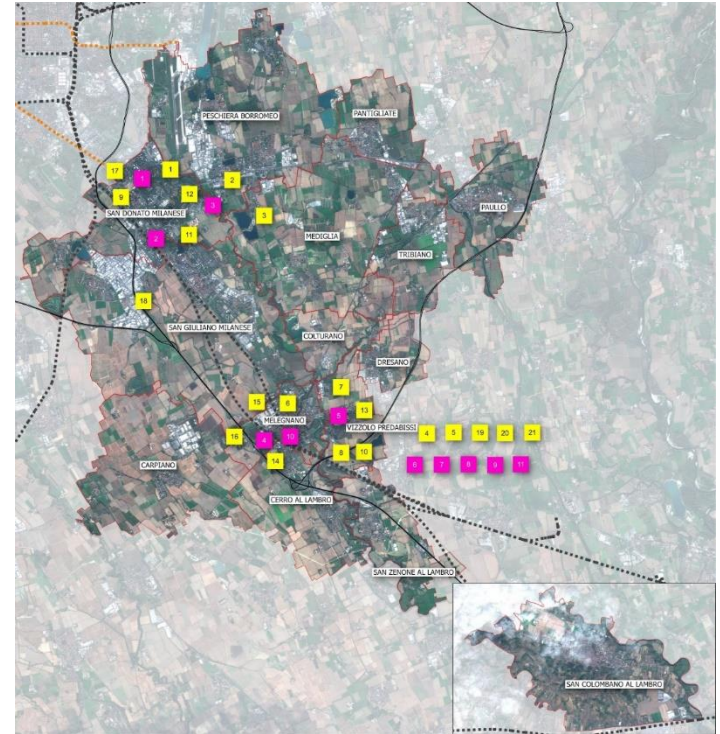 PESCHIERA BORROMEO
PANTIGLIATE
17
1
1
2
9
12
3
PAULLO
SAN DONATO MILANESE
3
2
11
MEDIGLIA
TRIBIANO
18
SAN GIULIANO MILANESE
COLTURANO
DRESANO
7
15
6
13
5
MELEGNANO
VIZZOLO PREDABISSI
4
5
19
20
21
16
4
10
8
10
14
6
7
8
9
11
CARPIANO
CERRO AL LAMBRO
SAN ZENONE AL LAMBRO
SAN COLOMBANO AL LAMBRO